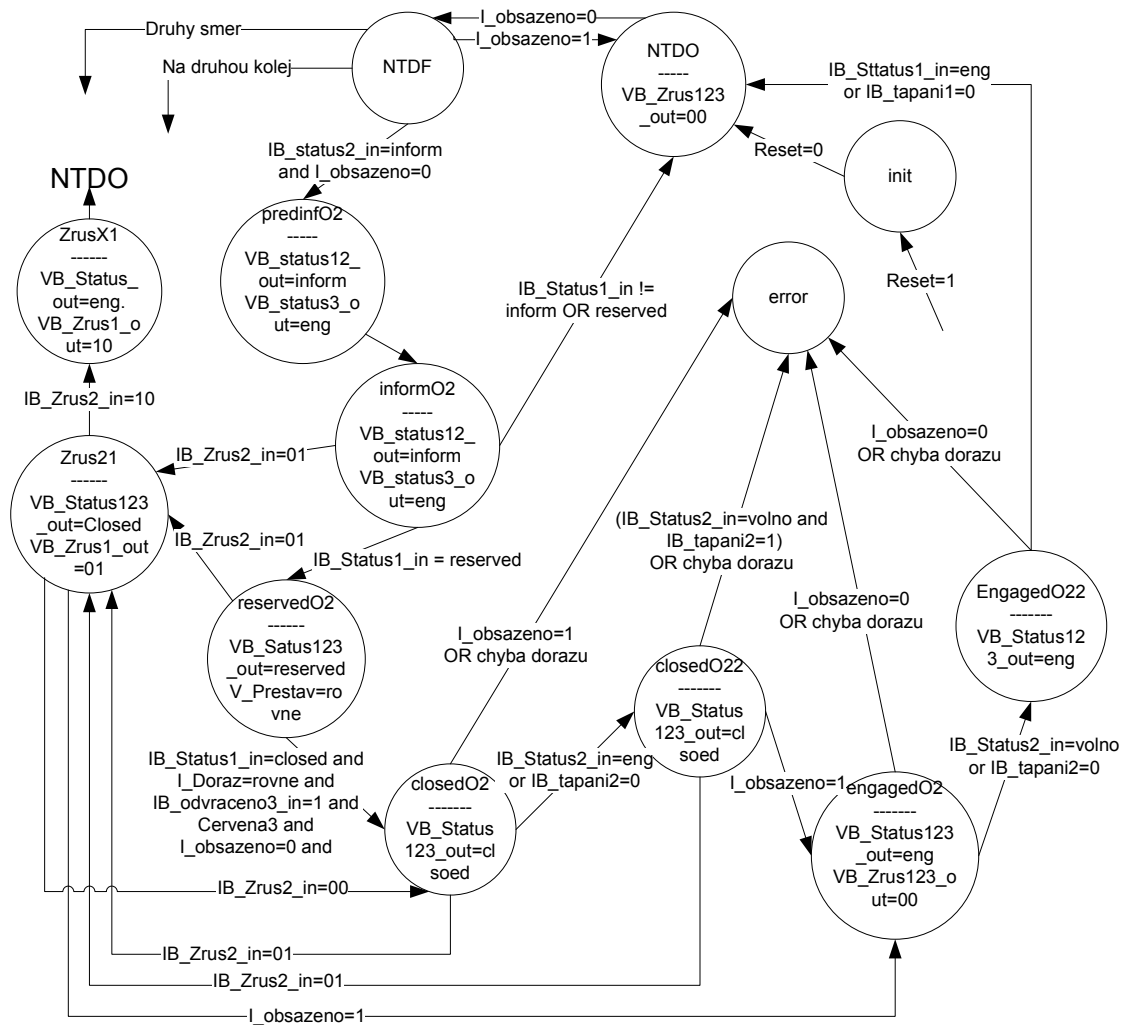 I_obsazeno=0
Druhy smer
I_obsazeno=1
NTDF
Na druhou kolej
NTDO
-----
VB_Zrus123
_out=00
IB_Sttatus1_in=eng
or IB_tapani1=0
IB_status2_in=inform
and I_obsazeno=0
Reset=0
init
NTDO
predinfO2
-----
VB_status12_
out=inform
VB_status3_o
ut=eng
ZrusX1
------
VB_Status_
out=eng.
VB_Zrus1_o
ut=10
IB_Status1_in !=
inform OR reserved
error
Reset=1
IB_Zrus2_in=10
informO2
-----
VB_status12_
out=inform
VB_status3_o
ut=eng
I_obsazeno=0
OR chyba dorazu
IB_Zrus2_in=01
Zrus21
------
VB_Status123
_out=Closed
VB_Zrus1_out
=01
IB_Zrus2_in=01
(IB_Status2_in=volno and
IB_tapani2=1)
OR chyba dorazu
IB_Status1_in = reserved
reservedO2
------
VB_Satus123
_out=reserved
V_Prestav=ro
vne
I_obsazeno=1
OR chyba dorazu
I_obsazeno=0
OR chyba dorazu
EngagedO22
-------
VB_Status12
3_out=eng
closedO22
-------
VB_Status
123_out=cl
soed
IB_Status1_in=closed and
I_Doraz=rovne and
IB_odvraceno3_in=1 and
Cervena3 and
I_obsazeno=0 and
IB_Status2_in=eng
or IB_tapani2=0
IB_Status2_in=volno
or IB_tapani2=0
closedO2
-------
VB_Status
123_out=cl
soed
I_obsazeno=1
engagedO2
-------
VB_Status123
_out=eng
VB_Zrus123_o
ut=00
IB_Zrus2_in=00
IB_Zrus2_in=01
IB_Zrus2_in=01
I_obsazeno=1